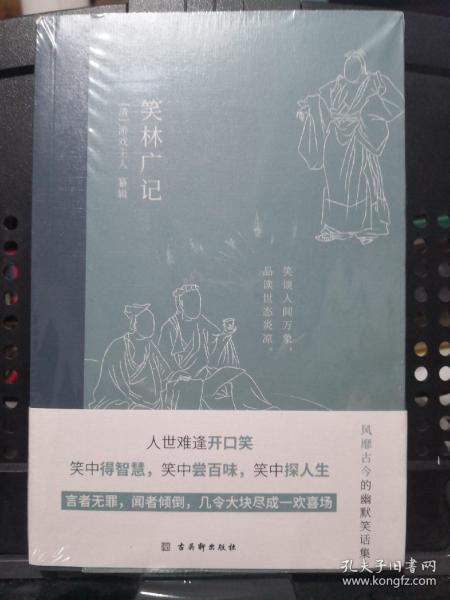 笑林广记
［清］游戏主人 纂辑
笑谈人间万象，
品读世态炎凉。
人世难逢开口笑
笑中得智慧，笑中尝百味，笑中探人生
言者无罪，闻者倾倒，几令大块尽成一欢喜场
风靡古今的幽默笑话集
古吴轩出版社
孔夫子旧书网